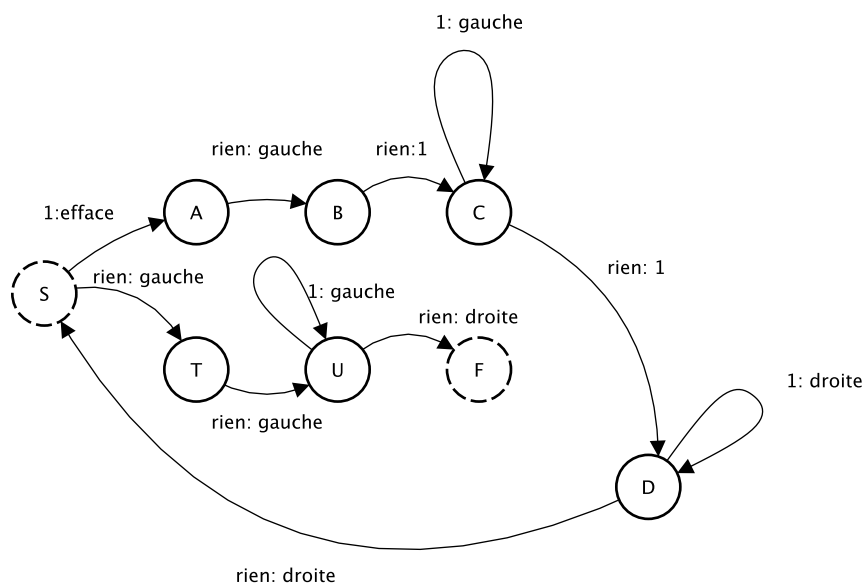 1: gauche
rien: gauche
rien:1
A
B
C
1:efface
rien: gauche
S
1: gauche
rien: 1
rien: droite
T
U
F
1: droite
rien: gauche
D
rien: droite